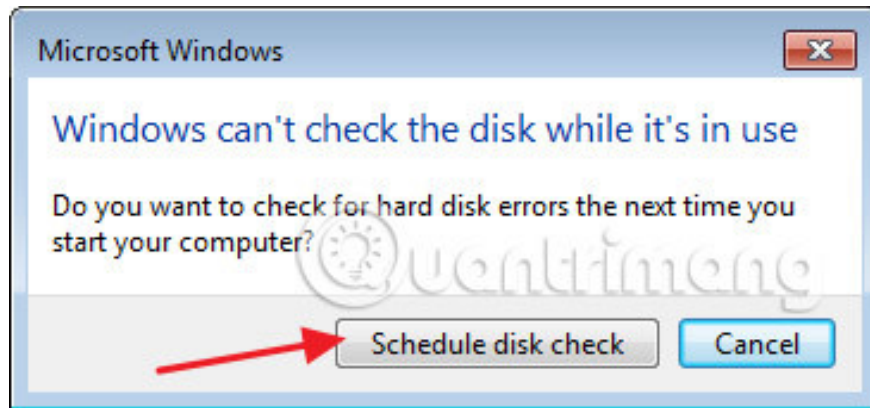 Microsoft Windows
Windows can't check the disk while it's in use
Do you want to check for hard disk errors the next time you
start your computer?
Quantrimang
Schedule disk check
Cancel